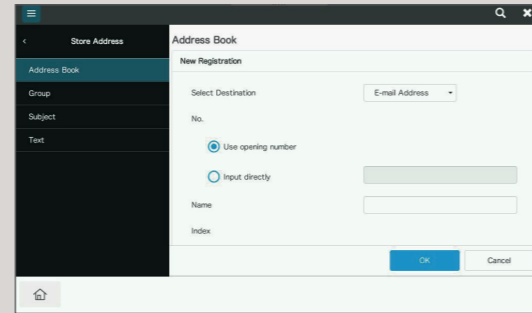 Store Address
Address Book
Group
Subject
Text
Address Book
New Registration
Select Destination
E-mail Address
No.
Use opening number
Input directly
Name
Index
OK
Cancel